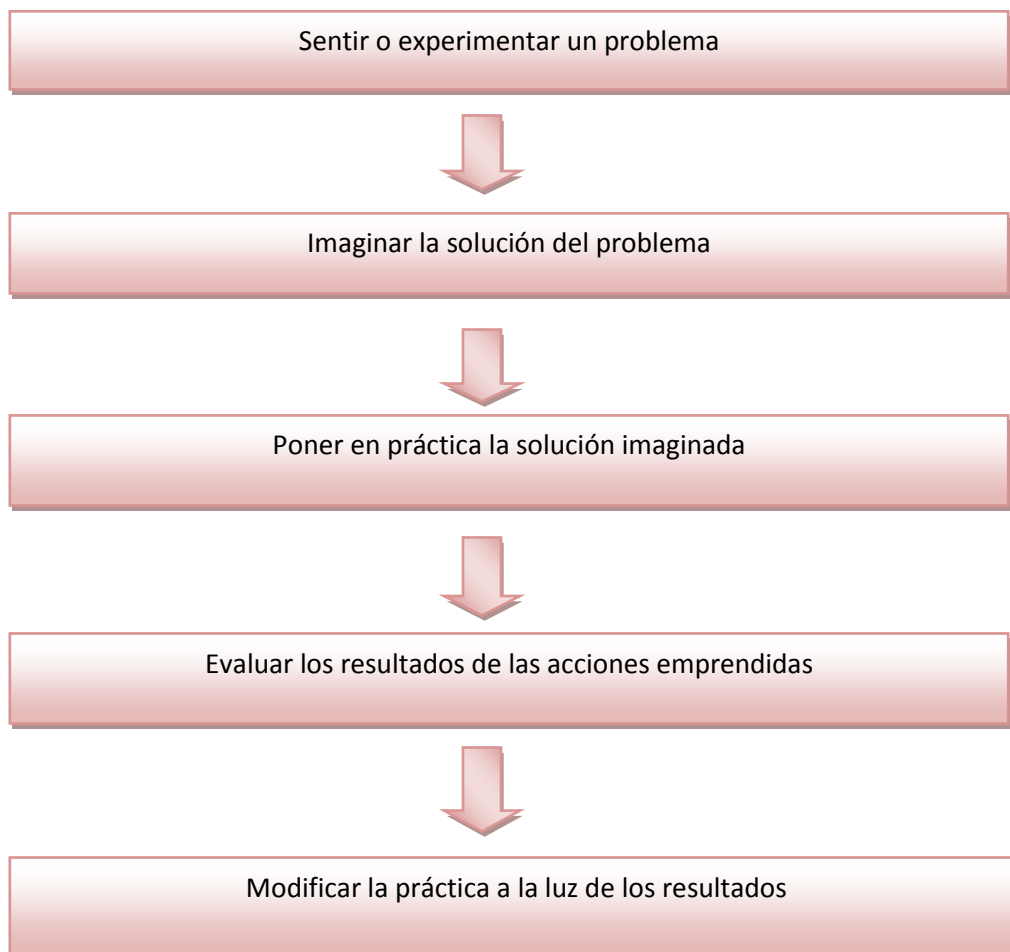 Sentir o experimentar un problema
Imaginar la solución del problema
Poner en práctica la solución imaginada
Evaluar los resultados de las acciones emprendidas
Modificar la práctica a la luz de los resultados